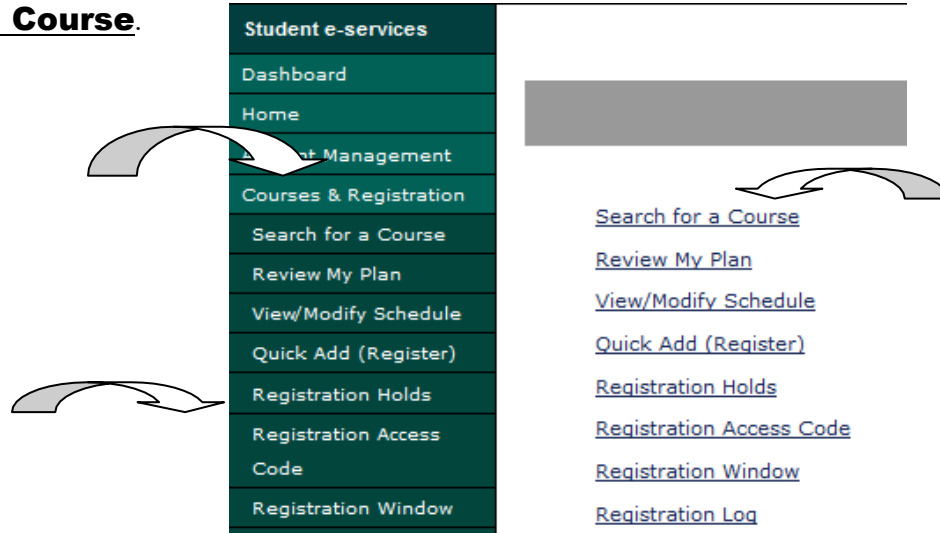 Course.
Student e-services
Dashboard
Home
nt Management
Courses & Registration
Search for a Course
Review My Plan
View/Modify Schedule
Quick Add (Register)
Registration Holds
Registration Access
Code
Registration Window
Search for a Course
Review My Plan
View/Modify Schedule
Quick Add (Register)
Registration Holds
Registration Access Code
Registration Window
Registration Log